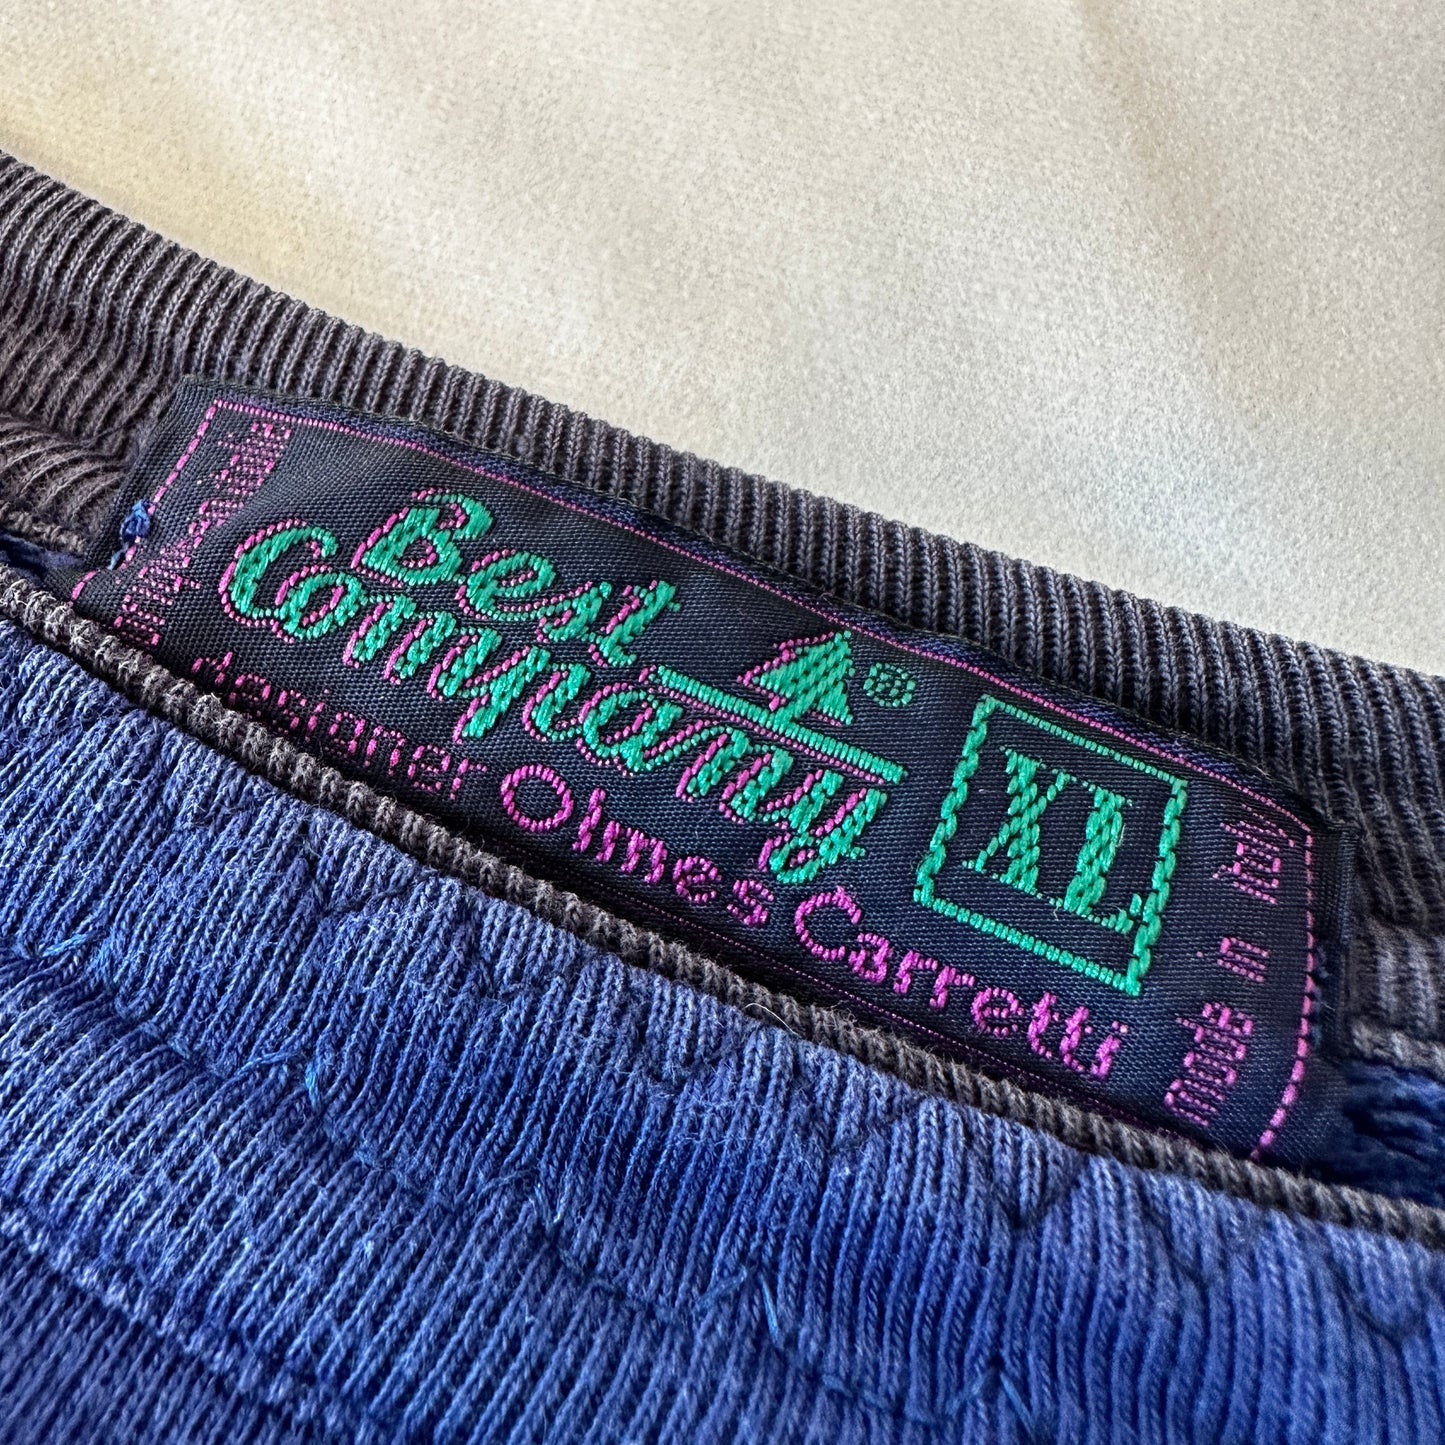 Best
Company ®
XL
designer Olmes Carretti
made in Italy